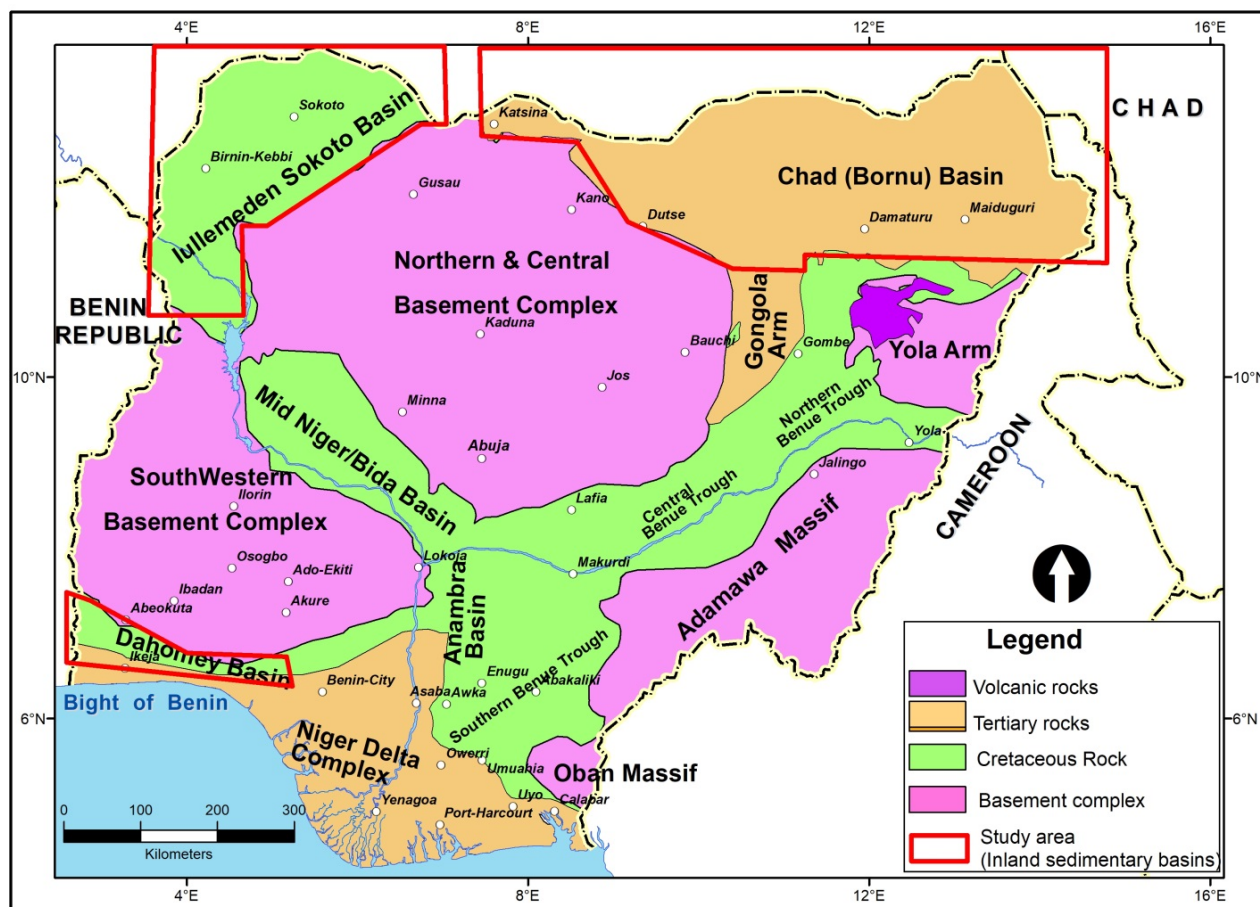 4°E
8°E
12°E
16°E
CHAD
Sokoto
Katsina
Birnin-Kebbi
Iullemeden Sokoto Basin
Gusau
Kano
Chad (Bornu) Basin
Dutse
Damaturu
Maiduguri
Northern & Central
Basement Complex
BENIN
REPUBLIC
Kaduna
Bauchi
Gongola
Arm
Gombe
Yola Arm
10°N
10°N
Jos
Minna
Mid Niger/Bida Basin
Northern
Benue Trough
Abuja
Yola
Jalingo
SouthWestern
Ilorin
Basement Complex
Lafia
Central
Benue Trough
CAMEROON
Osogbo
Ado-Ekiti
Lokoja
Makurdi
Ibadan
Akure
Abeokuta
Anambra
Basin
Adamawa Massif
Dahomey Basin
Ikeja
Enugu
Abakaliki
Benin-City
Asaba
Awka
Southern Benue Trough
Bight of Benin
6°N
6°N
Niger Delta
Complex
Owerri
Umuahia
Oban Massif
Yenagoa
Uyo
Calabar
Port-Harcourt
0 100 200 300
Kilometers
Legend
Volcanic rocks
Tertiary rocks
Cretaceous Rock
Basement complex
Study area
(Inland sedimentary basins)
4°E
8°E
12°E
16°E